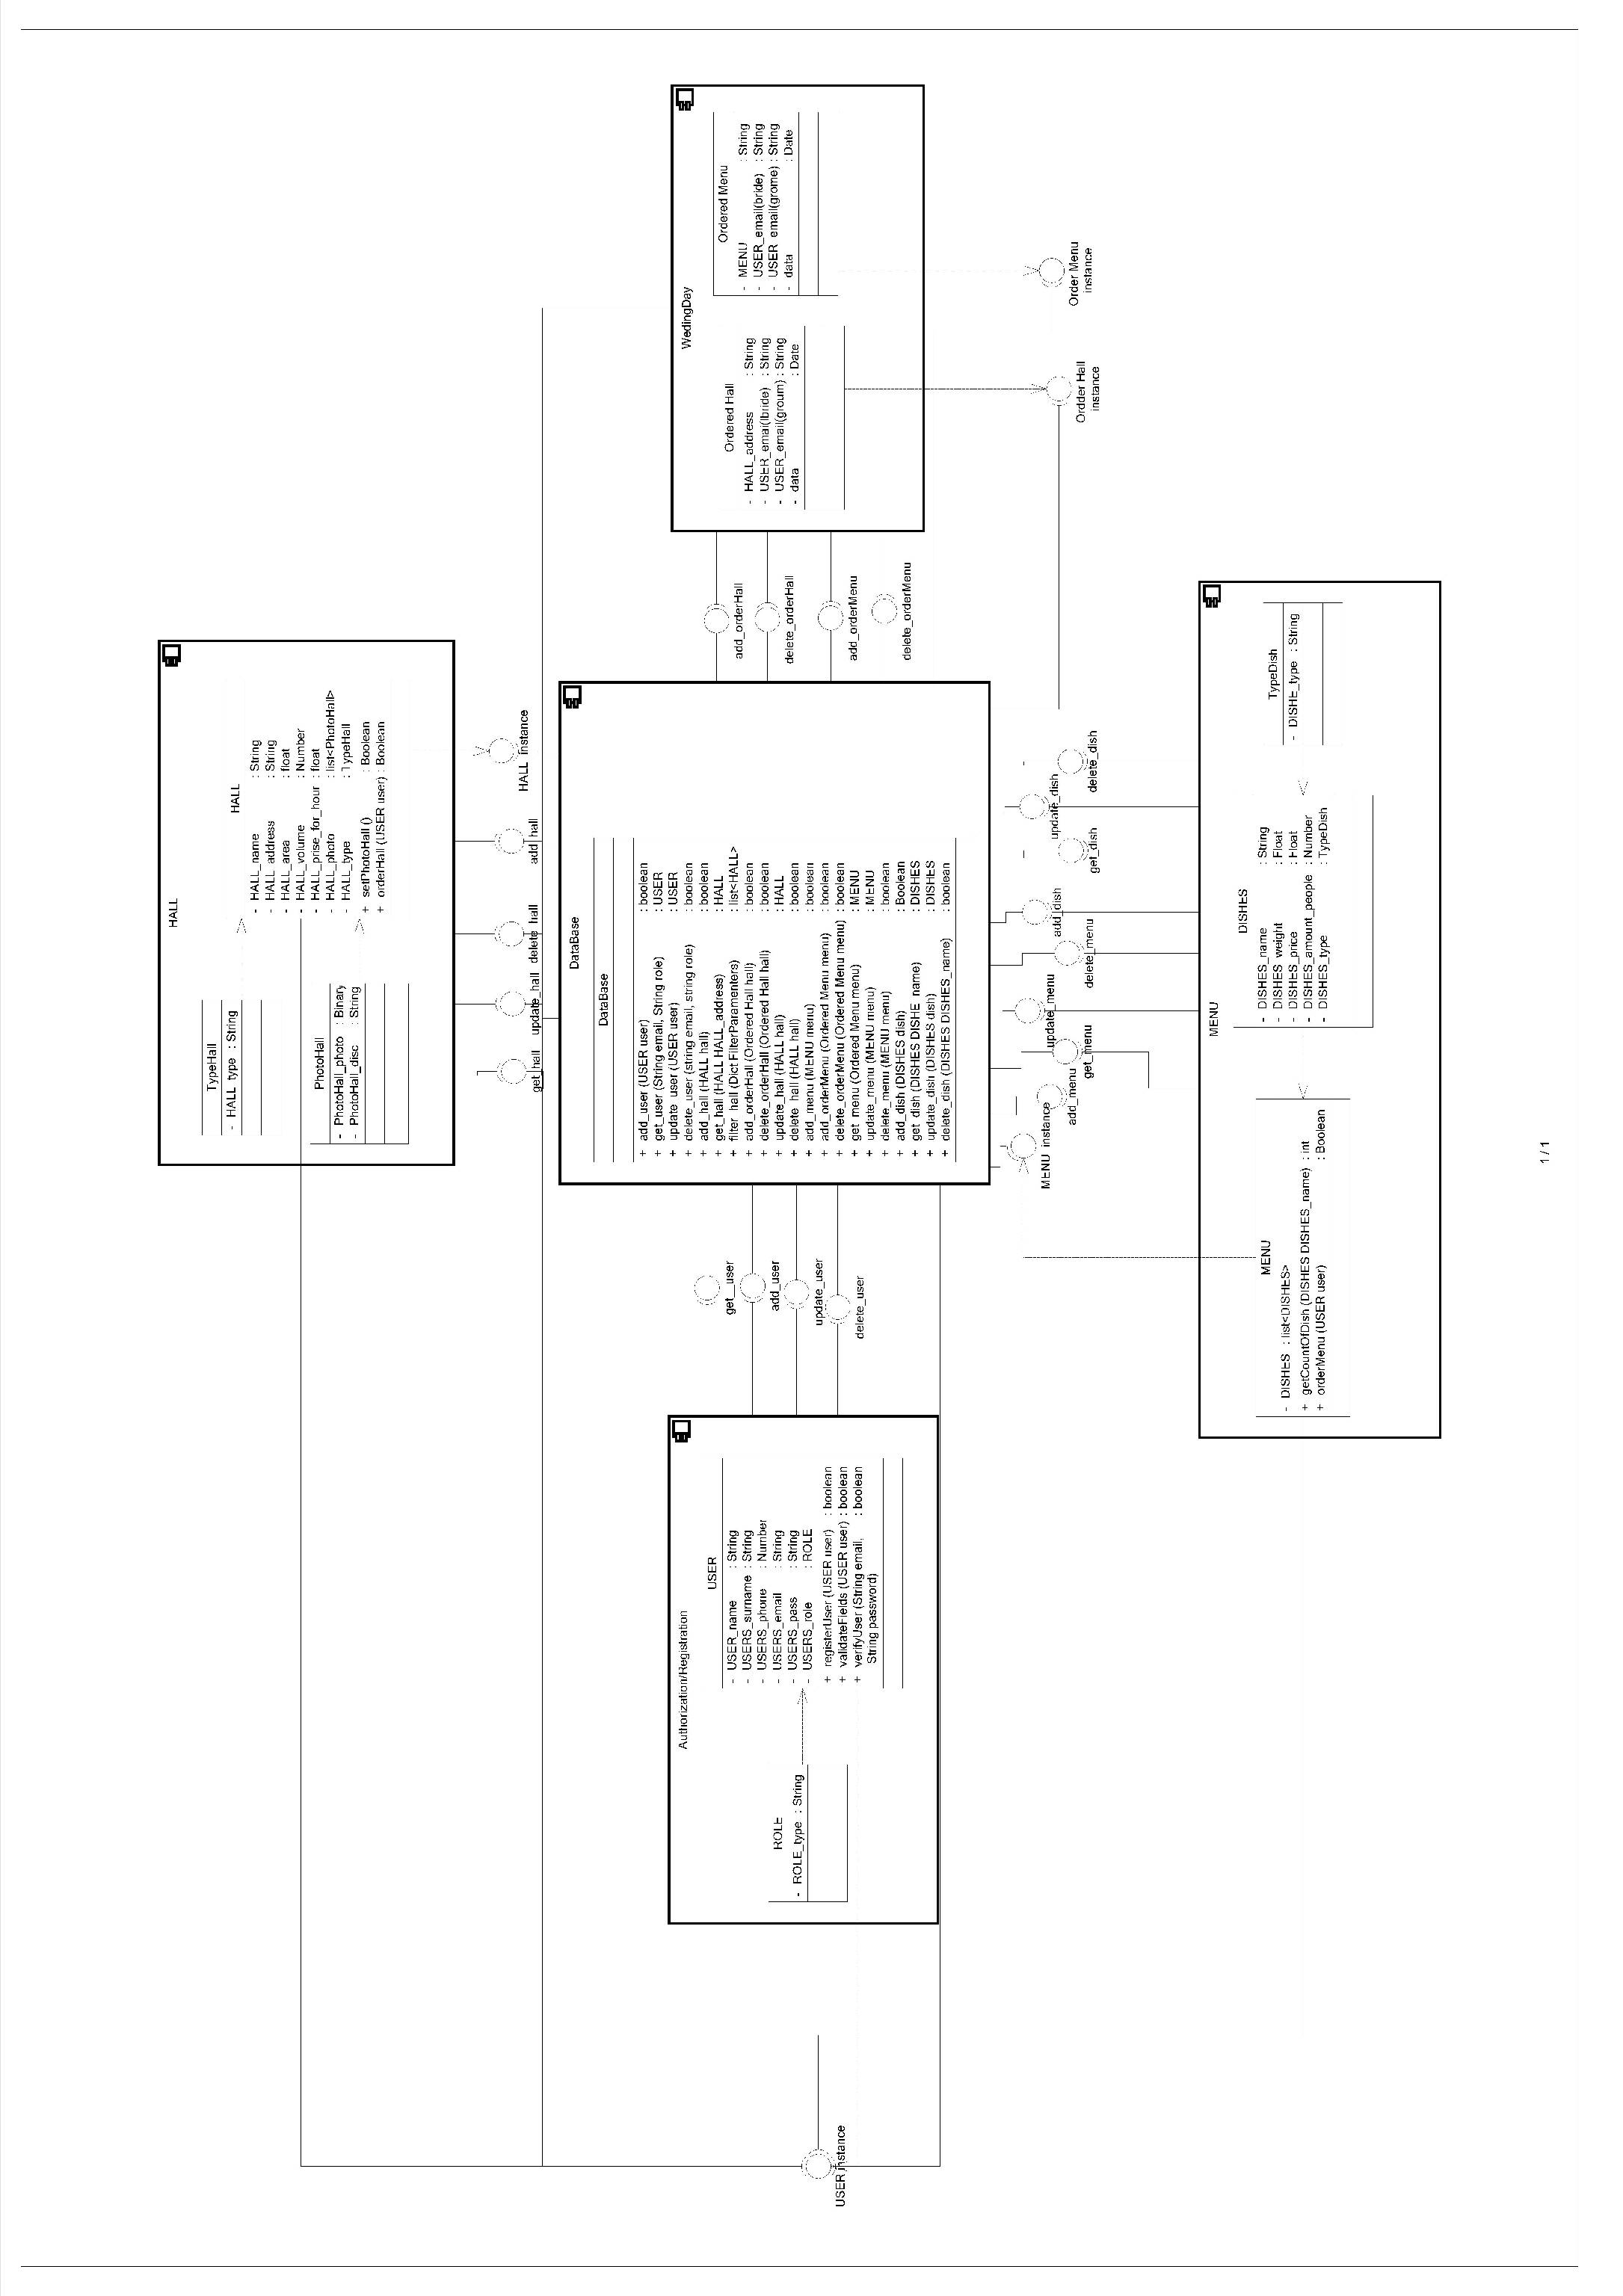 HALL
TypeHall
- HALL_type : String
PhotoHall
- PhotoHall_photo : Binary
- PhotoHall_disc : String
HALL
- HALL_name : String
- HALL_address : String
- HALL_area : float
- HALL_volume : Number
- HALL_prise_for_hour : float
- HALL_photo : list<PhotoHall>
- HALL_type : TypeHall
+ setPhotoHall () : Boolean
+ orderHall (USER user) : Boolean
get_hall
update_hall
delete_hall
add_hall
HALL_instance
Authorization/Registration
ROLE
- ROLE_type : String
USER
- USER_name : String
- USERS_surname : String
- USERS_phone : Number
- USERS_email : String
- USERS_pass : String
- USERS_role : ROLE
+ registerUser (USER user) : boolean
+ validateFields (USER user) : boolean
+ verifyUser (String email, : boolean
String password)
USER instance
get_user
add_user
update_user
delete_user
DataBase
DataBase
+ add_user (USER user) : boolean
+ get_user (String email, String role) : USER
+ update_user (USER user) : USER
+ delete_user (string email, string role) : boolean
+ add_hall (HALL hall) : boolean
+ get_hall (HALL HALL_address) : HALL
+ filter_hall (Dict FilterParamenters) : list<HALL>
+ add_orderHall (Ordered Hall hall) : boolean
+ delete_orderHall (Ordered Hall hall) : boolean
+ update_hall (HALL hall) : HALL
+ delete_hall (HALL hall) : boolean
+ add_menu (MENU menu) : boolean
+ add_orderMenu (Ordered Menu menu) : boolean
+ delete_orderMenu (Ordered Menu menu) : boolean
+ get_menu (Ordered Menu menu) : MENU
+ update_menu (MENU menu) : MENU
+ delete_menu (MENU menu) : boolean
+ add_dish (DISHES dish) : Boolean
+ get_dish (DISHES DISHE_name) : DISHES
+ update_dish (DISHES dish) : DISHES
+ delete_dish (DISHES DISHES_name) : boolean
add_orderHall
delete_orderHall
add_orderMenu
delete_orderMenu
WedingDay
Ordered Hall
- HALL_address : String
- USER_email(lbride) : String
- USER_email(groum) : String
- data : Date
Ordered Menu
- MENU : String
- USER_email(bride) : String
- USER_email(grome) : String
- data : Date
Ordder Hall
instance
Order Menu
instance
MENU_instance
add_menu
get_menu
update_menu
delete_menu
add_dish
get_dish
update_dish
delete_dish
MENU
MENU
- DISHES : list<DISHES>
+ getCountOfDish (DISHES DISHES_name) : int
+ orderMenu (USER user) : Boolean
DISHES
- DISHES_name : String
- DISHES_weight : Float
- DISHES_price : Float
- DISHES_amount_people : Number
- DISHES_type : TypeDish
TypeDish
- DISHE_type : String
1 / 1